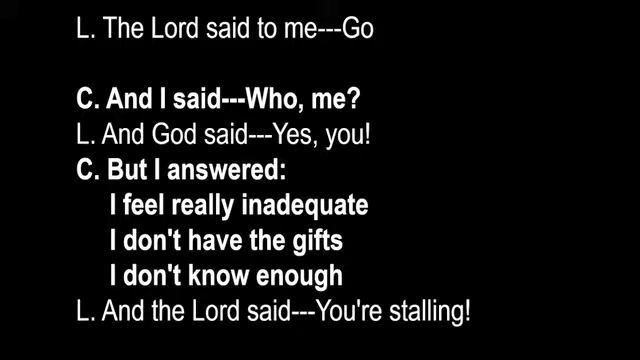 L. The Lord said to me---Go
C. And I said---Who, me?
L. And God said---Yes, you!
C. But I answered:
I feel really inadequate
I don't have the gifts
I don't know enough
L. And the Lord said---You're stalling!